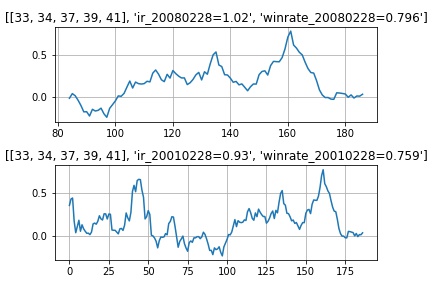 [[33, 34, 37, 39, 41], 'ir_20080228=1.02', 'winrate_20080228=0.796']
0.5
0.0
80 100 120 140 160 180
[[33, 34, 37, 39, 41], 'ir_20010228=0.93', 'winrate_20010228=0.759']
0.5
0.0
0 25 50 75 100 125 150 175